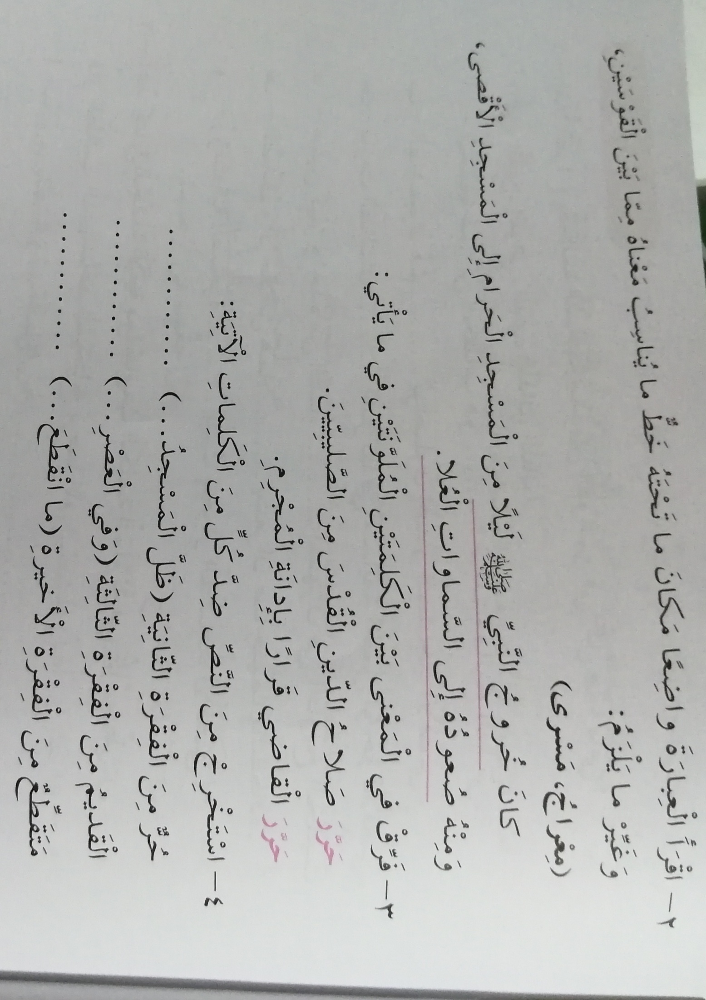 ٢- اقْرَأِ الْعِبارَةَ واضِعًا مَكانَ ما تَحْتَهُ خَطٌّ ما يُناسِبُ مَعْناهُ مِمّا بَيْنَ الْقَوْسَيْنِ،
وَغَيِّرْ ما يَلْزَمُ:
(مِعْراجُ، مَسْرى)
كانَ خُروجُ النَّبِيِّ ﷺ لَيْلًا مِنَ الْمَسْجِدِ الْحَرامِ إِلى الْمَسْجِدِ الْأَقْصى،
وَمِنْهُ صُعودُهُ إِلى السَّماواتِ الْعُلا.
٣- فَرِّقْ في الْمَعْنى بَيْنَ الْكَلِمَتَيْنِ الْمُلَوَّنَتَيْنِ في ما يَأْتي:
حَرَّرَ صَلاحُ الدّينِ الْقُدْسَ مِنَ الصَّليبِيّينَ.
حَرَّرَ الْقاضي قَرارًا بِإِدانَةِ الْمُجْرِمِ.
٤- اسْتَخْرِجْ مِنَ النَّصِّ ضِدَّ كُلٍّ مِنَ الْكَلِماتِ الْآتِيَةِ:
حُرٌّ مِنَ الْفِقْرَةِ الثّانِيَةِ (ظَلَّ الْمَسْجِدُ...) ...........
الْقَديمُ مِنَ الْفِقْرَةِ الثّالِثَةِ (وَفي الْعَصْرِ...) ...........
مَتَقَطِّعٌ مِنَ الْفِقْرَةِ الْأَخيرةِ (ما انْقَطَعَ...) ...........